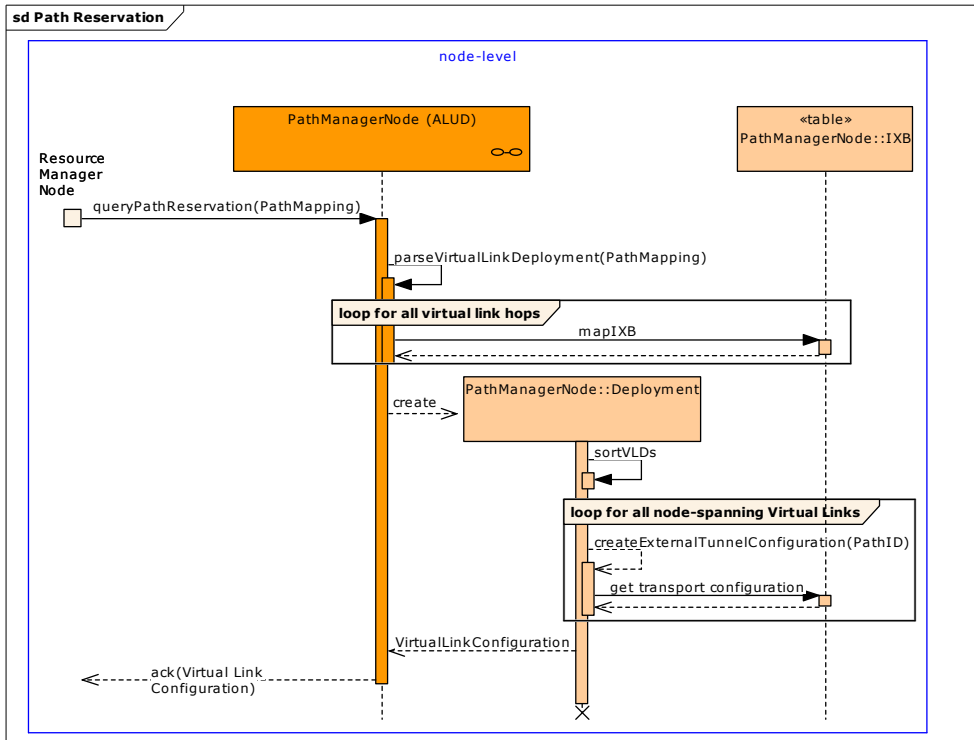 sd Path Reservation
node-level
PathManagerNode (ALUD)
«table»
PathManagerNode::IXB
Resource
Manager
Node
queryPathReservation(PathMapping)
parseVirtualLinkDeployment(PathMapping)
loop for all virtual link hops
mapIXB
PathManagerNode::Deployment
create
sortVLDs
loop for all node-spanning Virtual Links
createExternalTunnelConfiguration(PathID)
get transport configuration
VirtualLinkConfiguration
ack(Virtual Link
Configuration)